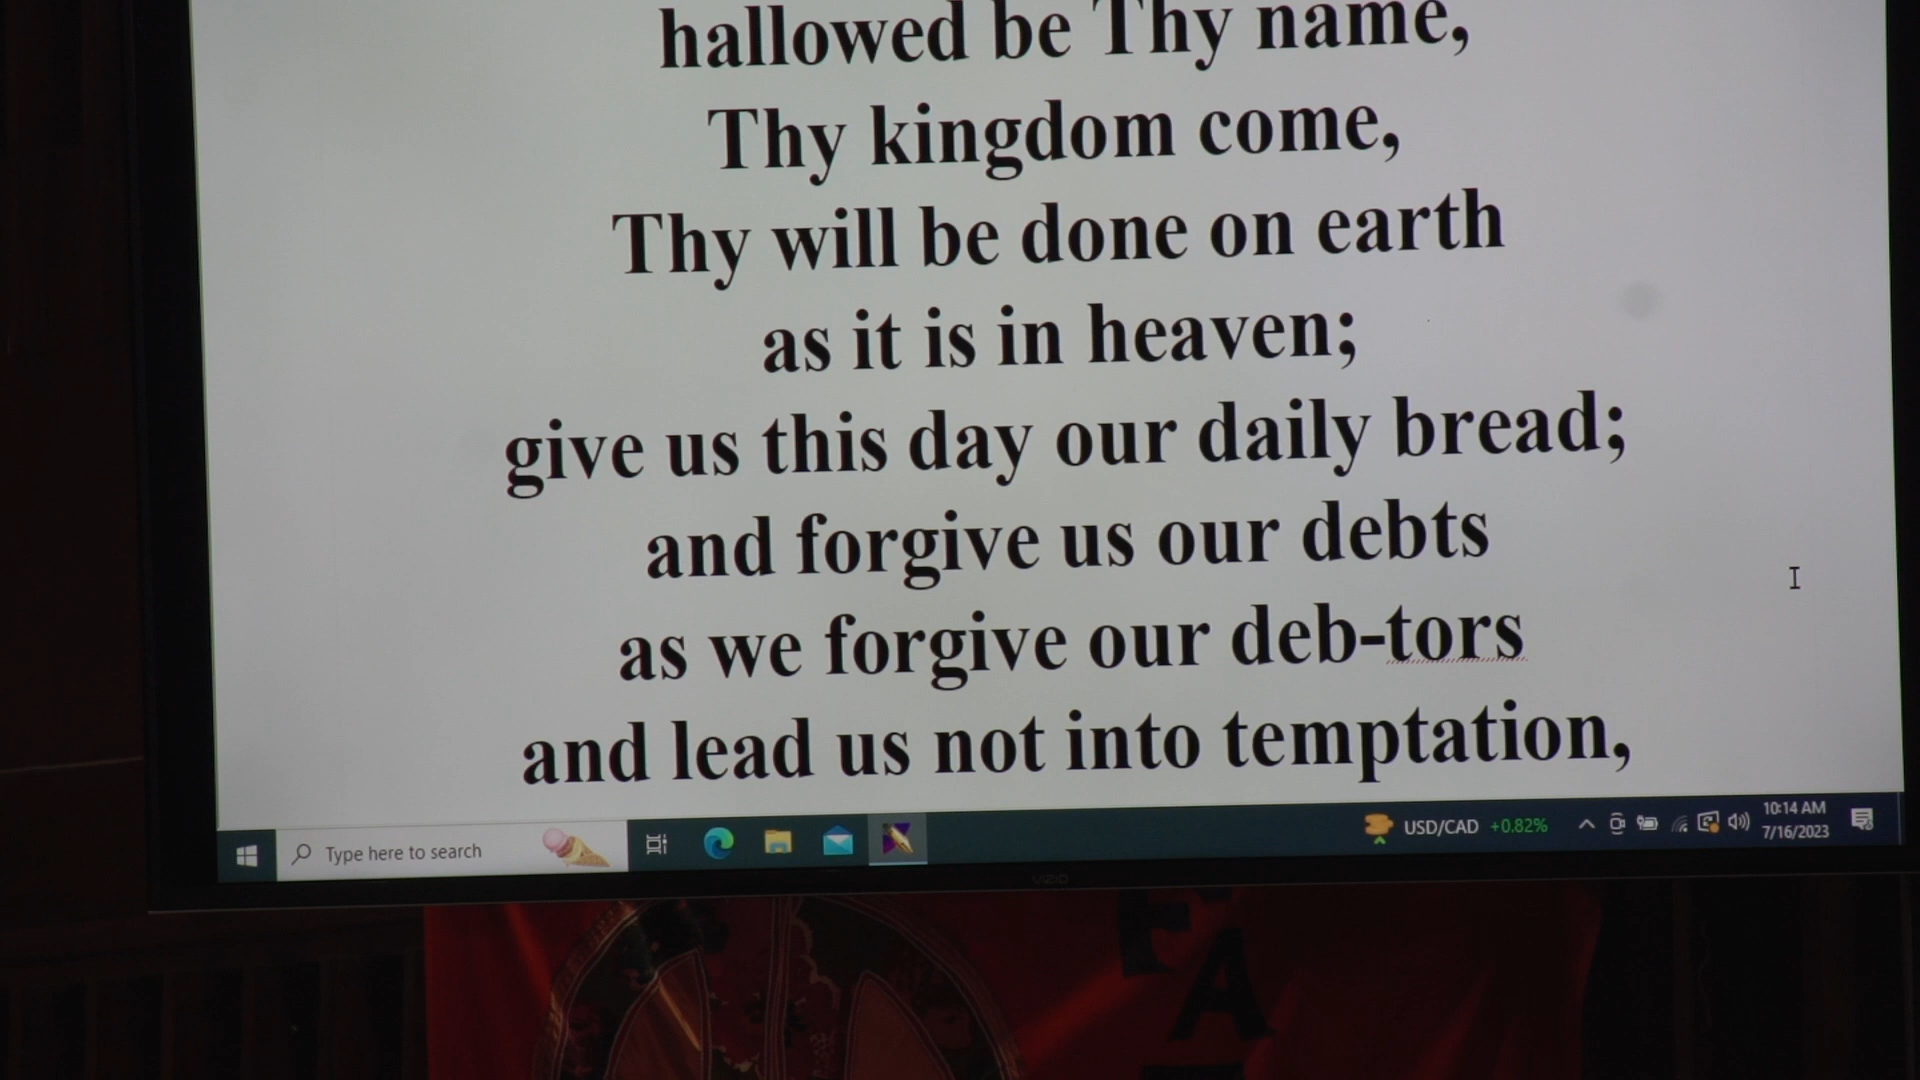 hallowed be Thy name,
Thy kingdom come,
Thy will be done on earth
as it is in heaven;
give us this day our daily bread;
and forgive us our debts
as we forgive our deb-tors
and lead us not into temptation,
Type here to search
USD/CAD +0.82%
10:14 AM
7/16/2023
VIZIO